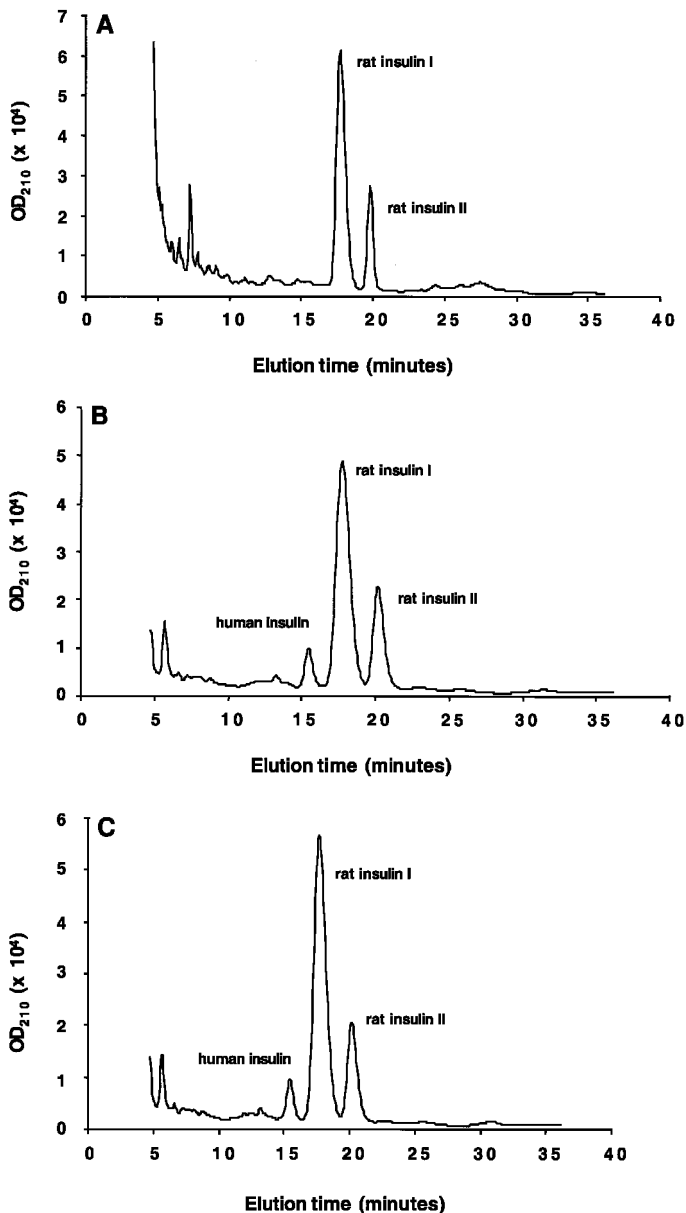 A
7
rat insulin I
6
5
OD₂₁₀ (x 10⁴)
4
3
rat insulin II
2
1
0
0 5 10 15 20 25 30 35 40
Elution time (minutes)
B
6
5
rat insulin I
4
OD₂₁₀ (x 10⁴)
3
2
rat insulin II
human insulin
1
0
0 5 10 15 20 25 30 35 40
Elution time (minutes)
C
6
5
rat insulin I
4
OD₂₁₀ (x 10⁴)
3
2
rat insulin II
human insulin
1
0
0 5 10 15 20 25 30 35 40
Elution time (minutes)